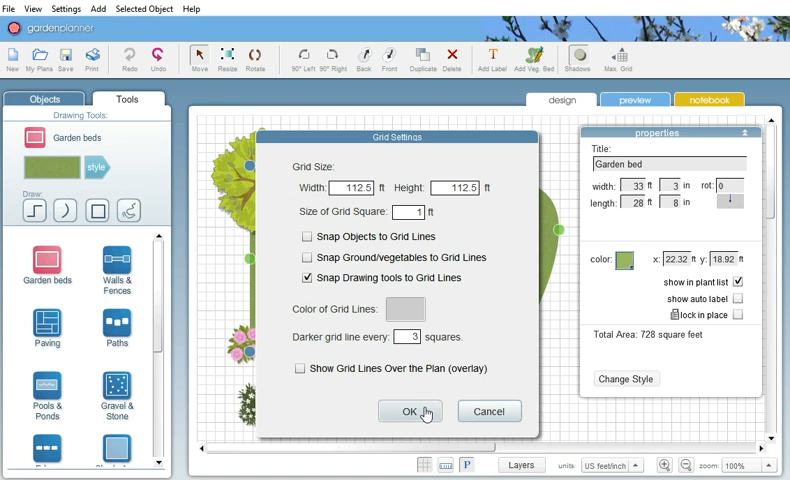 File View Settings Add Selected Object Help
gardenplanner
New My Plans Save Print Redo Undo Move Resize Rotate 90° Left 90° Right Back Front Duplicate Delete Add Label Add Veg. Bed Shadows Max. Grid
Objects Tools
design preview notebook
Drawing Tools:
Garden beds
style
Draw:
Garden beds
Walls & Fences
Paving
Paths
Pools & Ponds
Gravel & Stone
Grid Settings
Grid Size:
Width: 112.5 ft Height: 112.5 ft
Size of Grid Square: 1 ft
Snap Objects to Grid Lines
Snap Ground/vegetables to Grid Lines
Snap Drawing tools to Grid Lines
Color of Grid Lines:
Darker grid line every: 3 squares.
Show Grid Lines Over the Plan (overlay)
OK Cancel
properties
Title:
Garden bed
width: 33 ft 3 in rot: 0
length: 28 ft 8 in
color: x: 22.32 ft y: 18.92 ft
show in plant list
show auto label
lock in place
Total Area: 728 square feet
Change Style
P Layers units: US feet/inch zoom: 100%